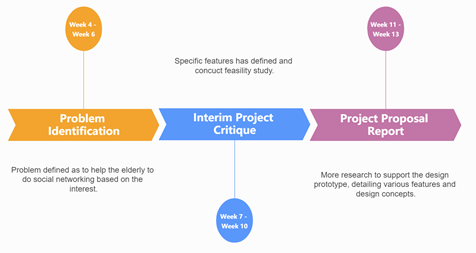 Week 4 -
Week 6
Week 11 -
Week 13
Specific features has defined and
concuct feasility study.
Problem
Identification
Interim Project
Critique
Project Proposal
Report
Problem defined as to help the elderly to
do social networking based on the
interest.
More research to support the design
prototype, detailing various features and
design concepts.
Week 7 -
Week 10